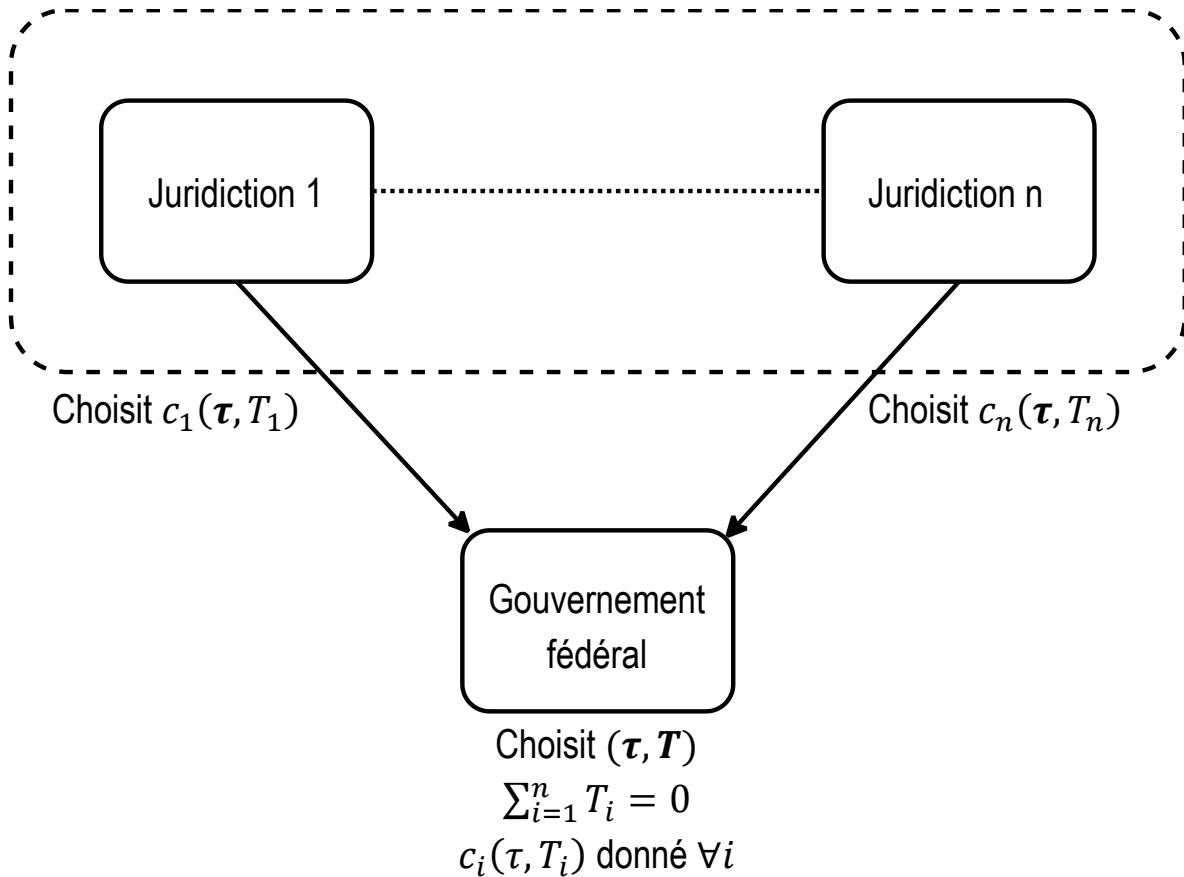 Juridiction 1
Juridiction n
Choisit 𝑐₁(𝝉, 𝑇₁)
Choisit 𝑐ₙ(𝝉, 𝑇ₙ)
Gouvernement
fédéral
Choisit (𝝉, 𝑻)
∑ⁿᵢ₌₁ 𝑇ᵢ = 0
𝑐ᵢ(𝜏, 𝑇ᵢ) donné ∀𝑖